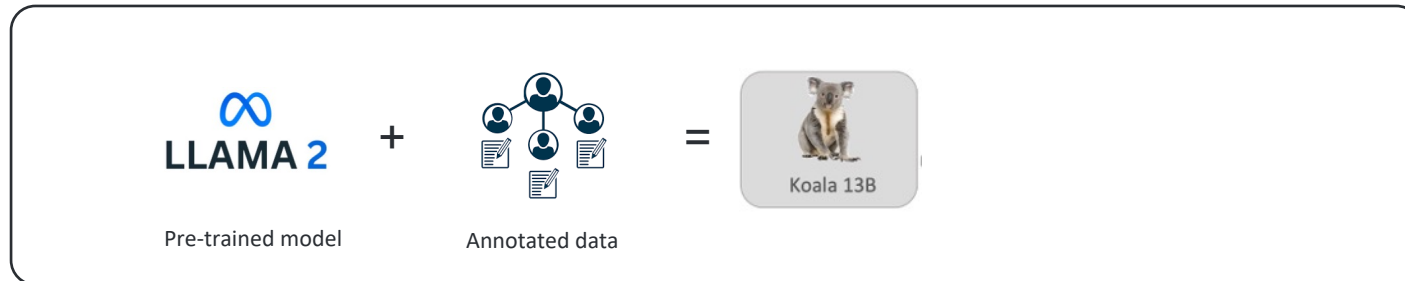 LLAMA 2
+
=
Koala 13B
Pre-trained model
Annotated data